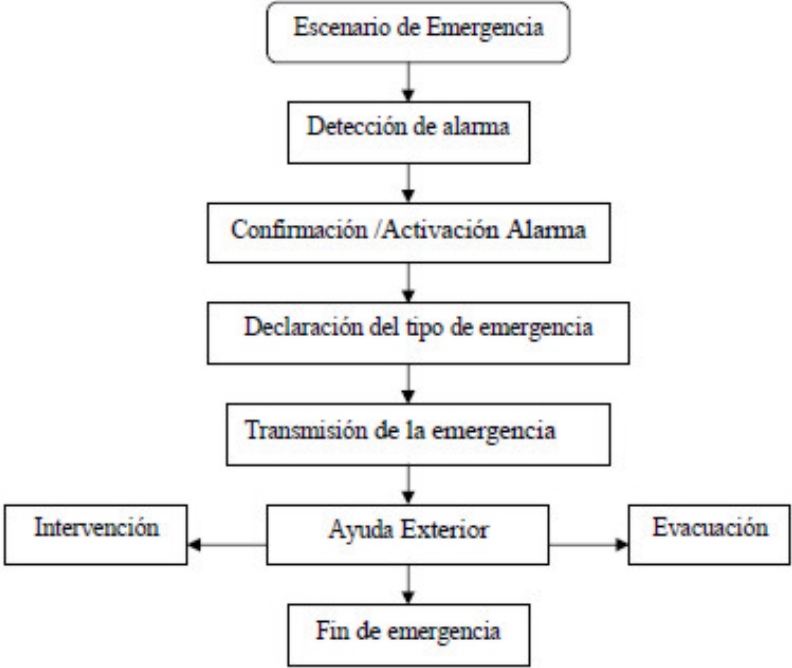 Escenario de Emergencia
Detección de alarma
Confirmación /Activación Alarma
Declaración del tipo de emergencia
Transmisión de la emergencia
Intervención
Ayuda Exterior
Evacuación
Fin de emergencia